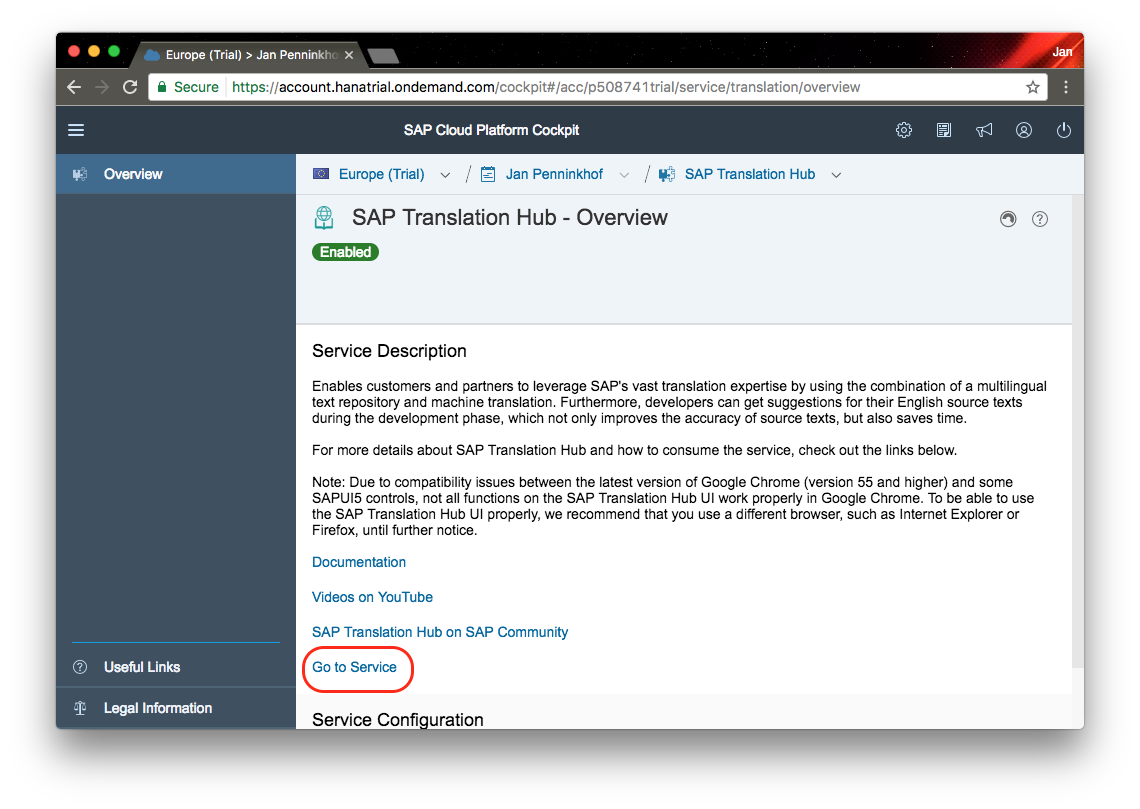 Europe (Trial) > Jan Penninkho
Jan
Secure https://account.hanatrial.ondemand.com/cockpit#/acc/p508741trial/service/translation/overview
SAP Cloud Platform Cockpit
Overview
Europe (Trial) / Jan Penninkhof / SAP Translation Hub
SAP Translation Hub - Overview
Enabled
Service Description
Enables customers and partners to leverage SAP's vast translation expertise by using the combination of a multilingual
text repository and machine translation. Furthermore, developers can get suggestions for their English source texts
during the development phase, which not only improves the accuracy of source texts, but also saves time.
For more details about SAP Translation Hub and how to consume the service, check out the links below.
Note: Due to compatibility issues between the latest version of Google Chrome (version 55 and higher) and some
SAPUI5 controls, not all functions on the SAP Translation Hub UI work properly in Google Chrome. To be able to use
the SAP Translation Hub UI properly, we recommend that you use a different browser, such as Internet Explorer or
Firefox, until further notice.
Documentation
Videos on YouTube
SAP Translation Hub on SAP Community
Go to Service
Useful Links
Legal Information
Service Configuration